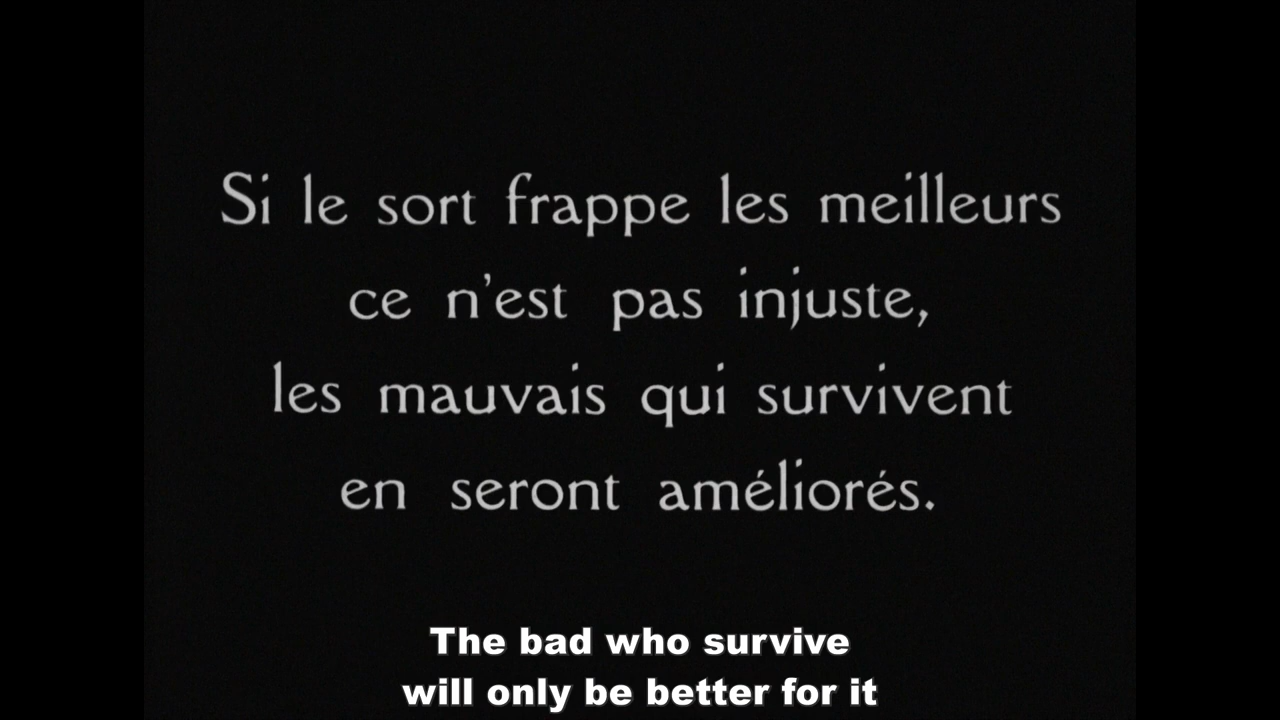 Si le sort frappe les meilleurs
ce n'est pas injuste,
les mauvais qui survivent
en seront améliorés.
The bad who survive
will only be better for it